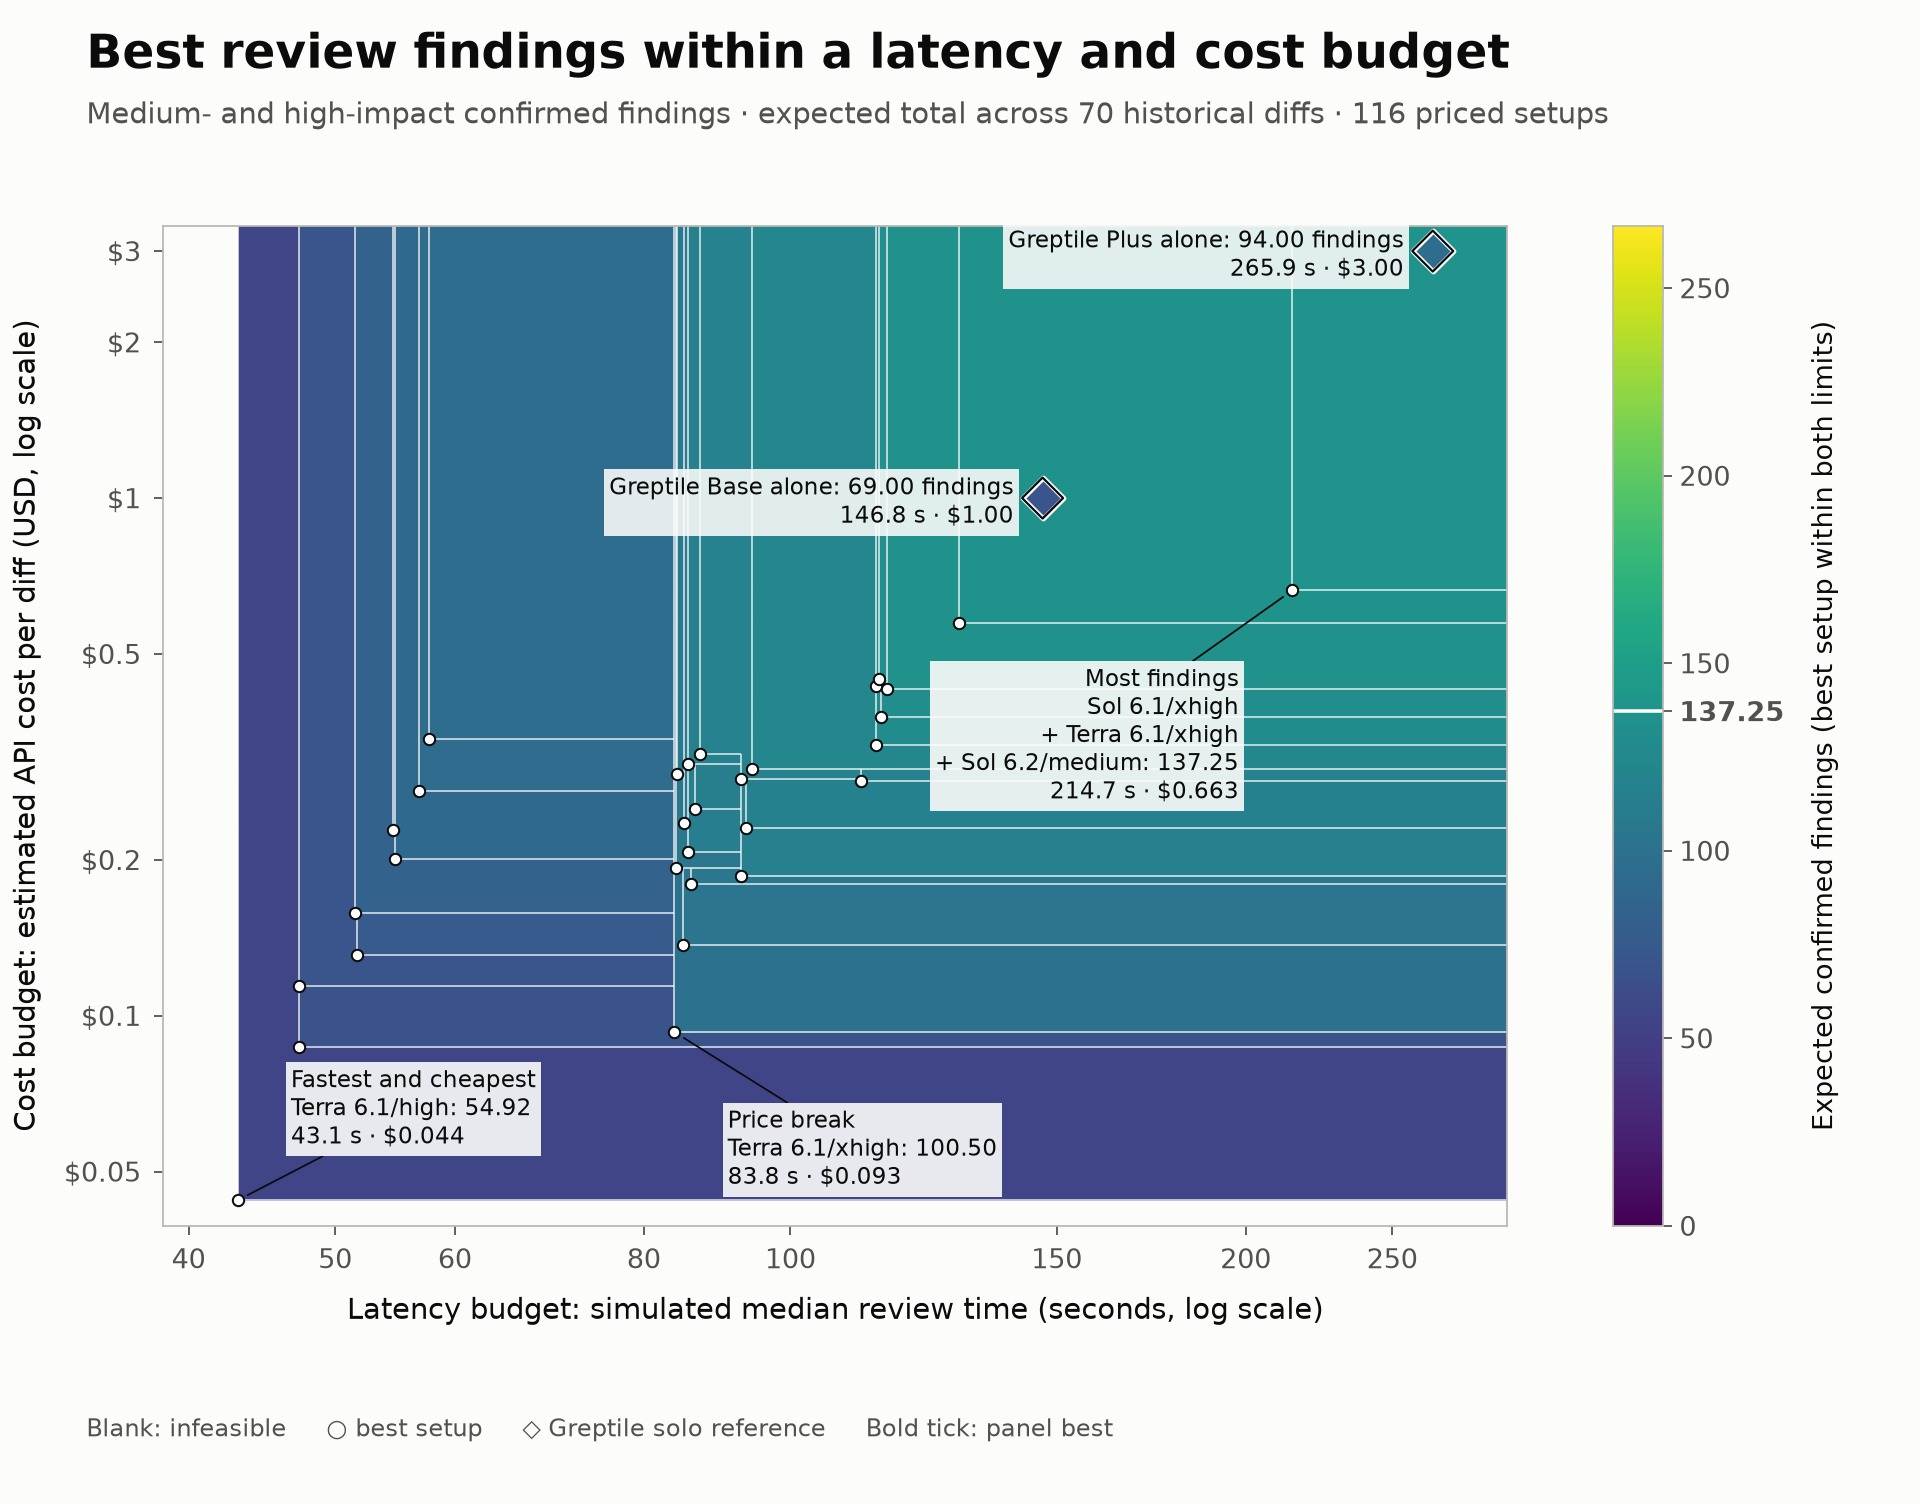 Best review findings within a latency and cost budget
Medium- and high-impact confirmed findings · expected total across 70 historical diffs · 116 priced setups
Cost budget: estimated API cost per diff (USD, log scale)
$3
$2
$1
$0.5
$0.2
$0.1
$0.05
Greptile Plus alone: 94.00 findings
265.9 s · $3.00
Greptile Base alone: 69.00 findings
146.8 s · $1.00
Most findings
Sol 6.1/xhigh
+ Terra 6.1/xhigh
+ Sol 6.2/medium: 137.25
214.7 s · $0.663
Fastest and cheapest
Terra 6.1/high: 54.92
43.1 s · $0.044
Price break
Terra 6.1/xhigh: 100.50
83.8 s · $0.093
40 50 60 80 100 150 200 250
Latency budget: simulated median review time (seconds, log scale)
250
200
150
137.25
100
50
0
Expected confirmed findings (best setup within both limits)
Blank: infeasible ○ best setup ◇ Greptile solo reference Bold tick: panel best